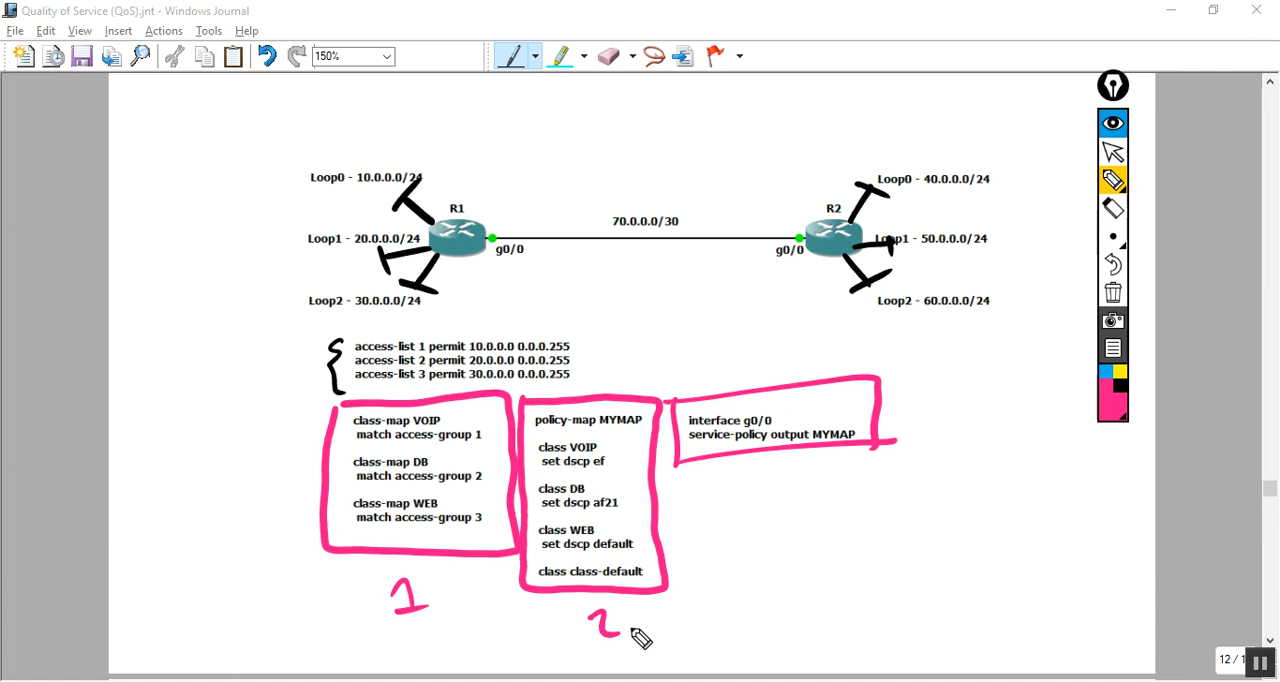 Quality of Service (QoS).jnt - Windows Journal
File Edit View Insert Actions Tools Help
150%
Loop0 - 10.0.0.0/24
Loop0 - 40.0.0.0/24
R1
R2
70.0.0.0/30
Loop1 - 20.0.0.0/24
Loop1 - 50.0.0.0/24
g0/0
g0/0
Loop2 - 30.0.0.0/24
Loop2 - 60.0.0.0/24
access-list 1 permit 10.0.0.0 0.0.0.255
access-list 2 permit 20.0.0.0 0.0.0.255
access-list 3 permit 30.0.0.0 0.0.0.255
class-map VOIP
match access-group 1
class-map DB
match access-group 2
class-map WEB
match access-group 3
policy-map MYMAP
class VOIP
set dscp ef
class DB
set dscp af21
class WEB
set dscp default
class class-default
interface g0/0
service-policy output MYMAP
1
2